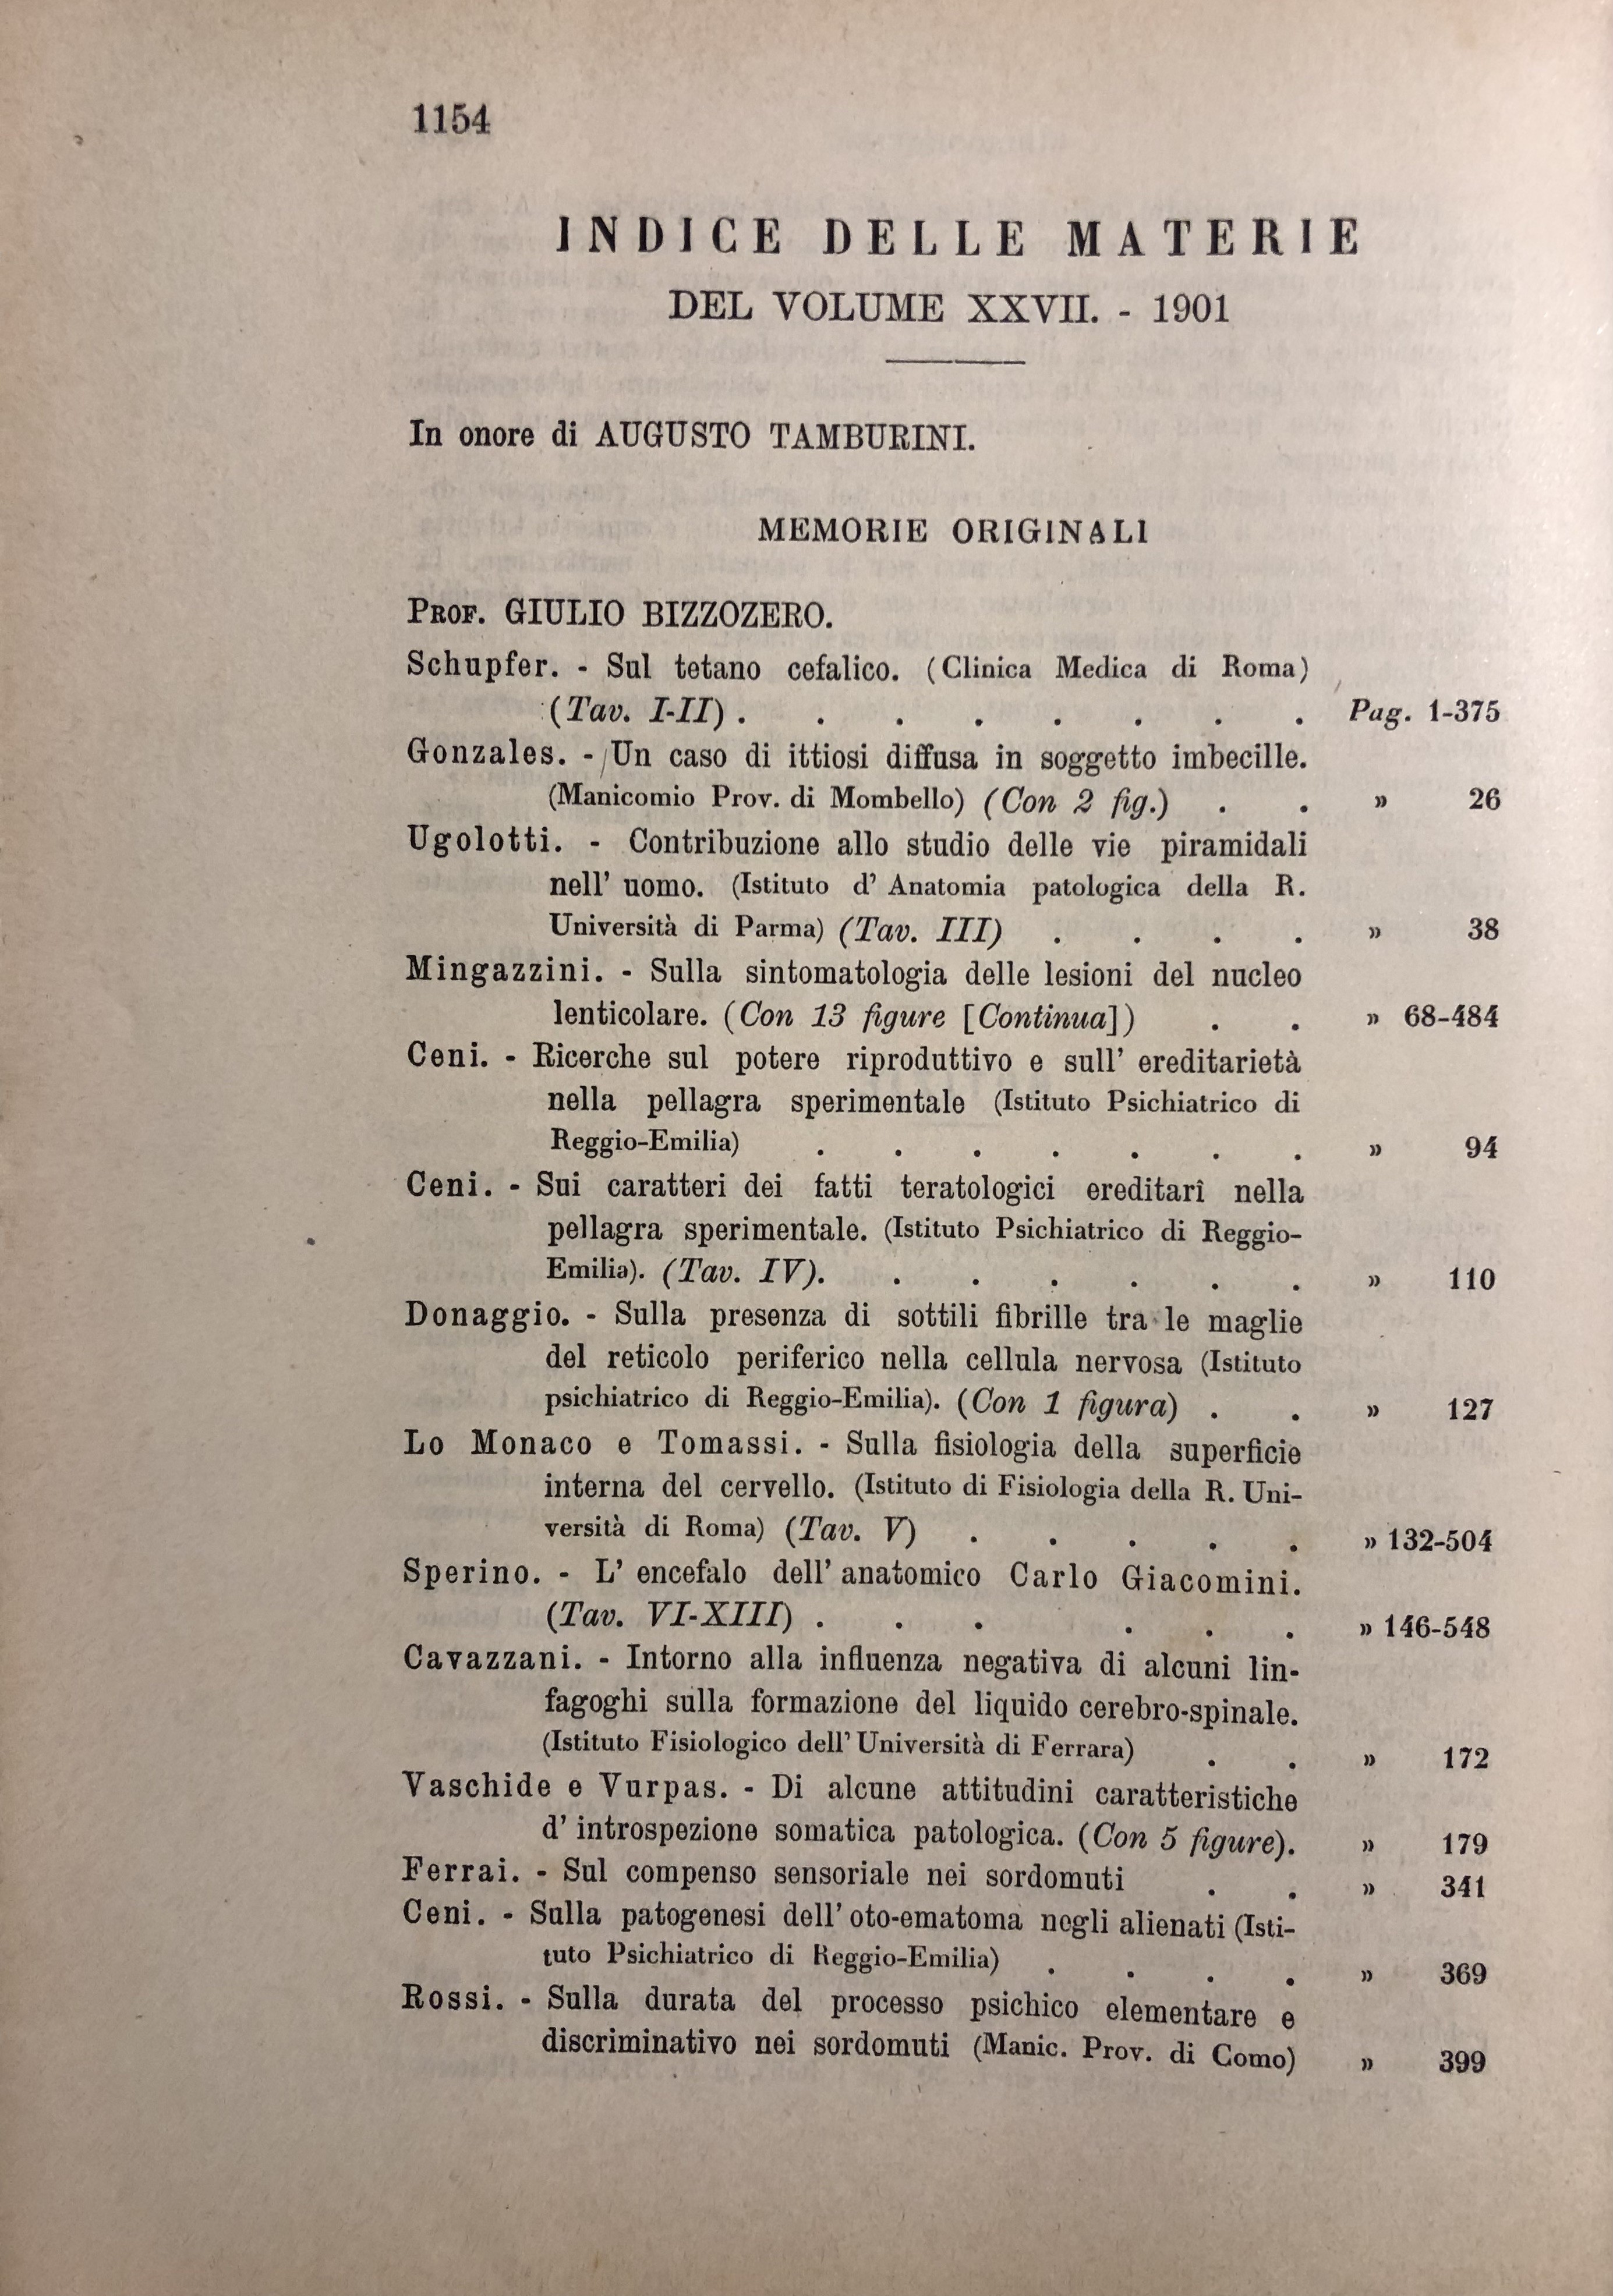 1154
INDICE DELLE MATERIE
DEL VOLUME XXVII. - 1901
In onore di AUGUSTO TAMBURINI.
MEMORIE ORIGINALI
PROF. GIULIO BIZZOZERO.
Schupfer. - Sul tetano cefalico. (Clinica Medica di Roma)
(Tav. I-II) . . . . . . . . Pag. 1-375
Gonzales. - Un caso di ittiosi diffusa in soggetto imbecille.
(Manicomio Prov. di Mombello) (Con 2 fig.) . . » 26
Ugolotti. - Contribuzione allo studio delle vie piramidali
nell' uomo. (Istituto d' Anatomia patologica della R.
Università di Parma) (Tav. III) . . . . » 38
Mingazzini. - Sulla sintomatologia delle lesioni del nucleo
lenticolare. (Con 13 figure [Continua]) . . » 68-484
Ceni. - Ricerche sul potere riproduttivo e sull' ereditarietà
nella pellagra sperimentale (Istituto Psichiatrico di
Reggio-Emilia) . . . . . . . » 94
Ceni. - Sui caratteri dei fatti teratologici ereditarî nella
pellagra sperimentale. (Istituto Psichiatrico di Reggio-
Emilia). (Tav. IV). . . . . . . » 110
Donaggio. - Sulla presenza di sottili fibrille tra le maglie
del reticolo periferico nella cellula nervosa (Istituto
psichiatrico di Reggio-Emilia). (Con 1 figura) . . » 127
Lo Monaco e Tomassi. - Sulla fisiologia della superficie
interna del cervello. (Istituto di Fisiologia della R. Uni-
versità di Roma) (Tav. V) . . . . . » 132-504
Sperino. - L' encefalo dell' anatomico Carlo Giacomini.
(Tav. VI-XIII) . . . . . . » 146-548
Cavazzani. - Intorno alla influenza negativa di alcuni lin-
fagoghi sulla formazione del liquido cerebro-spinale.
(Istituto Fisiologico dell' Università di Ferrara) . . » 172
Vaschide e Vurpas. - Di alcune attitudini caratteristiche
d' introspezione somatica patologica. (Con 5 figure). » 179
Ferrai. - Sul compenso sensoriale nei sordomuti . . » 341
Ceni. - Sulla patogenesi dell' oto-ematoma negli alienati (Isti-
tuto Psichiatrico di Reggio-Emilia) . . . . » 369
Rossi. - Sulla durata del processo psichico elementare e
discriminativo nei sordomuti (Manic. Prov. di Como) » 399